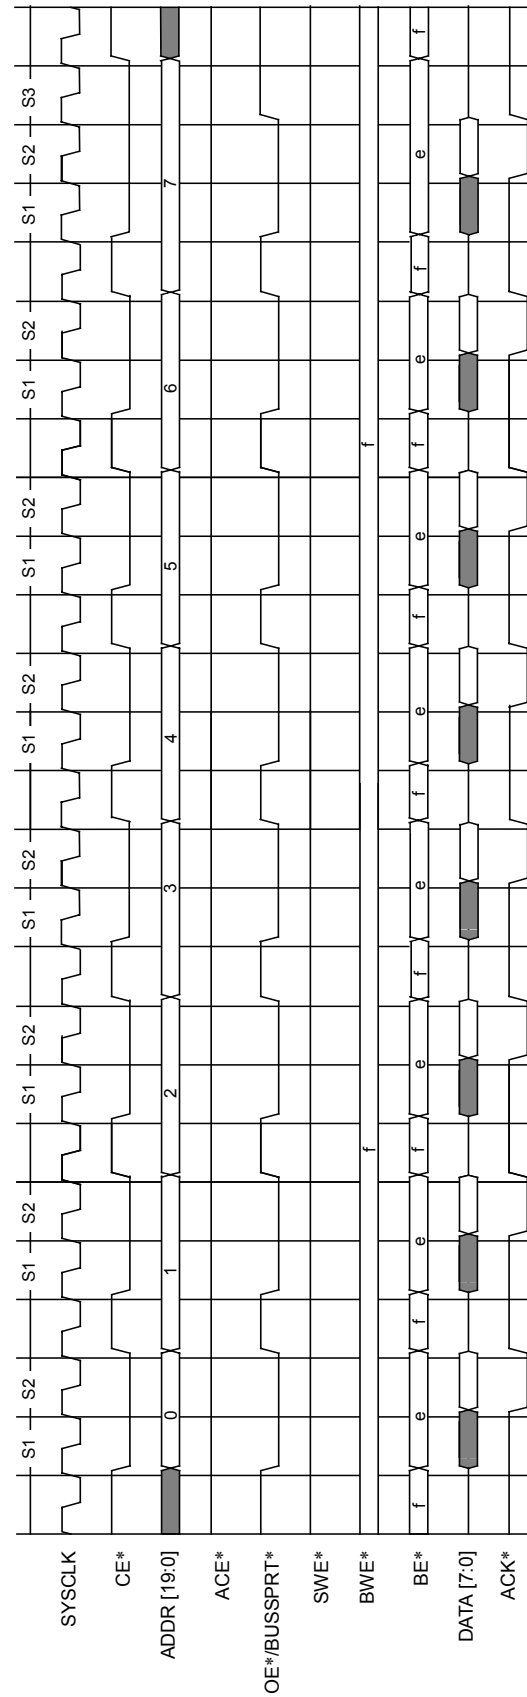 S1 S2 S1 S2 S1 S2 S1 S2 S1 S2 S1 S2 S1 S2 S1 S2 S3
SYSCLK
CE*
ADDR [19:0] 0 1 2 3 4 5 6 7
ACE*
OE*/BUSSPRT*
SWE*
BWE* f f
BE* f e f e f e f e f e f e f e f e f
DATA [7:0]
ACK*